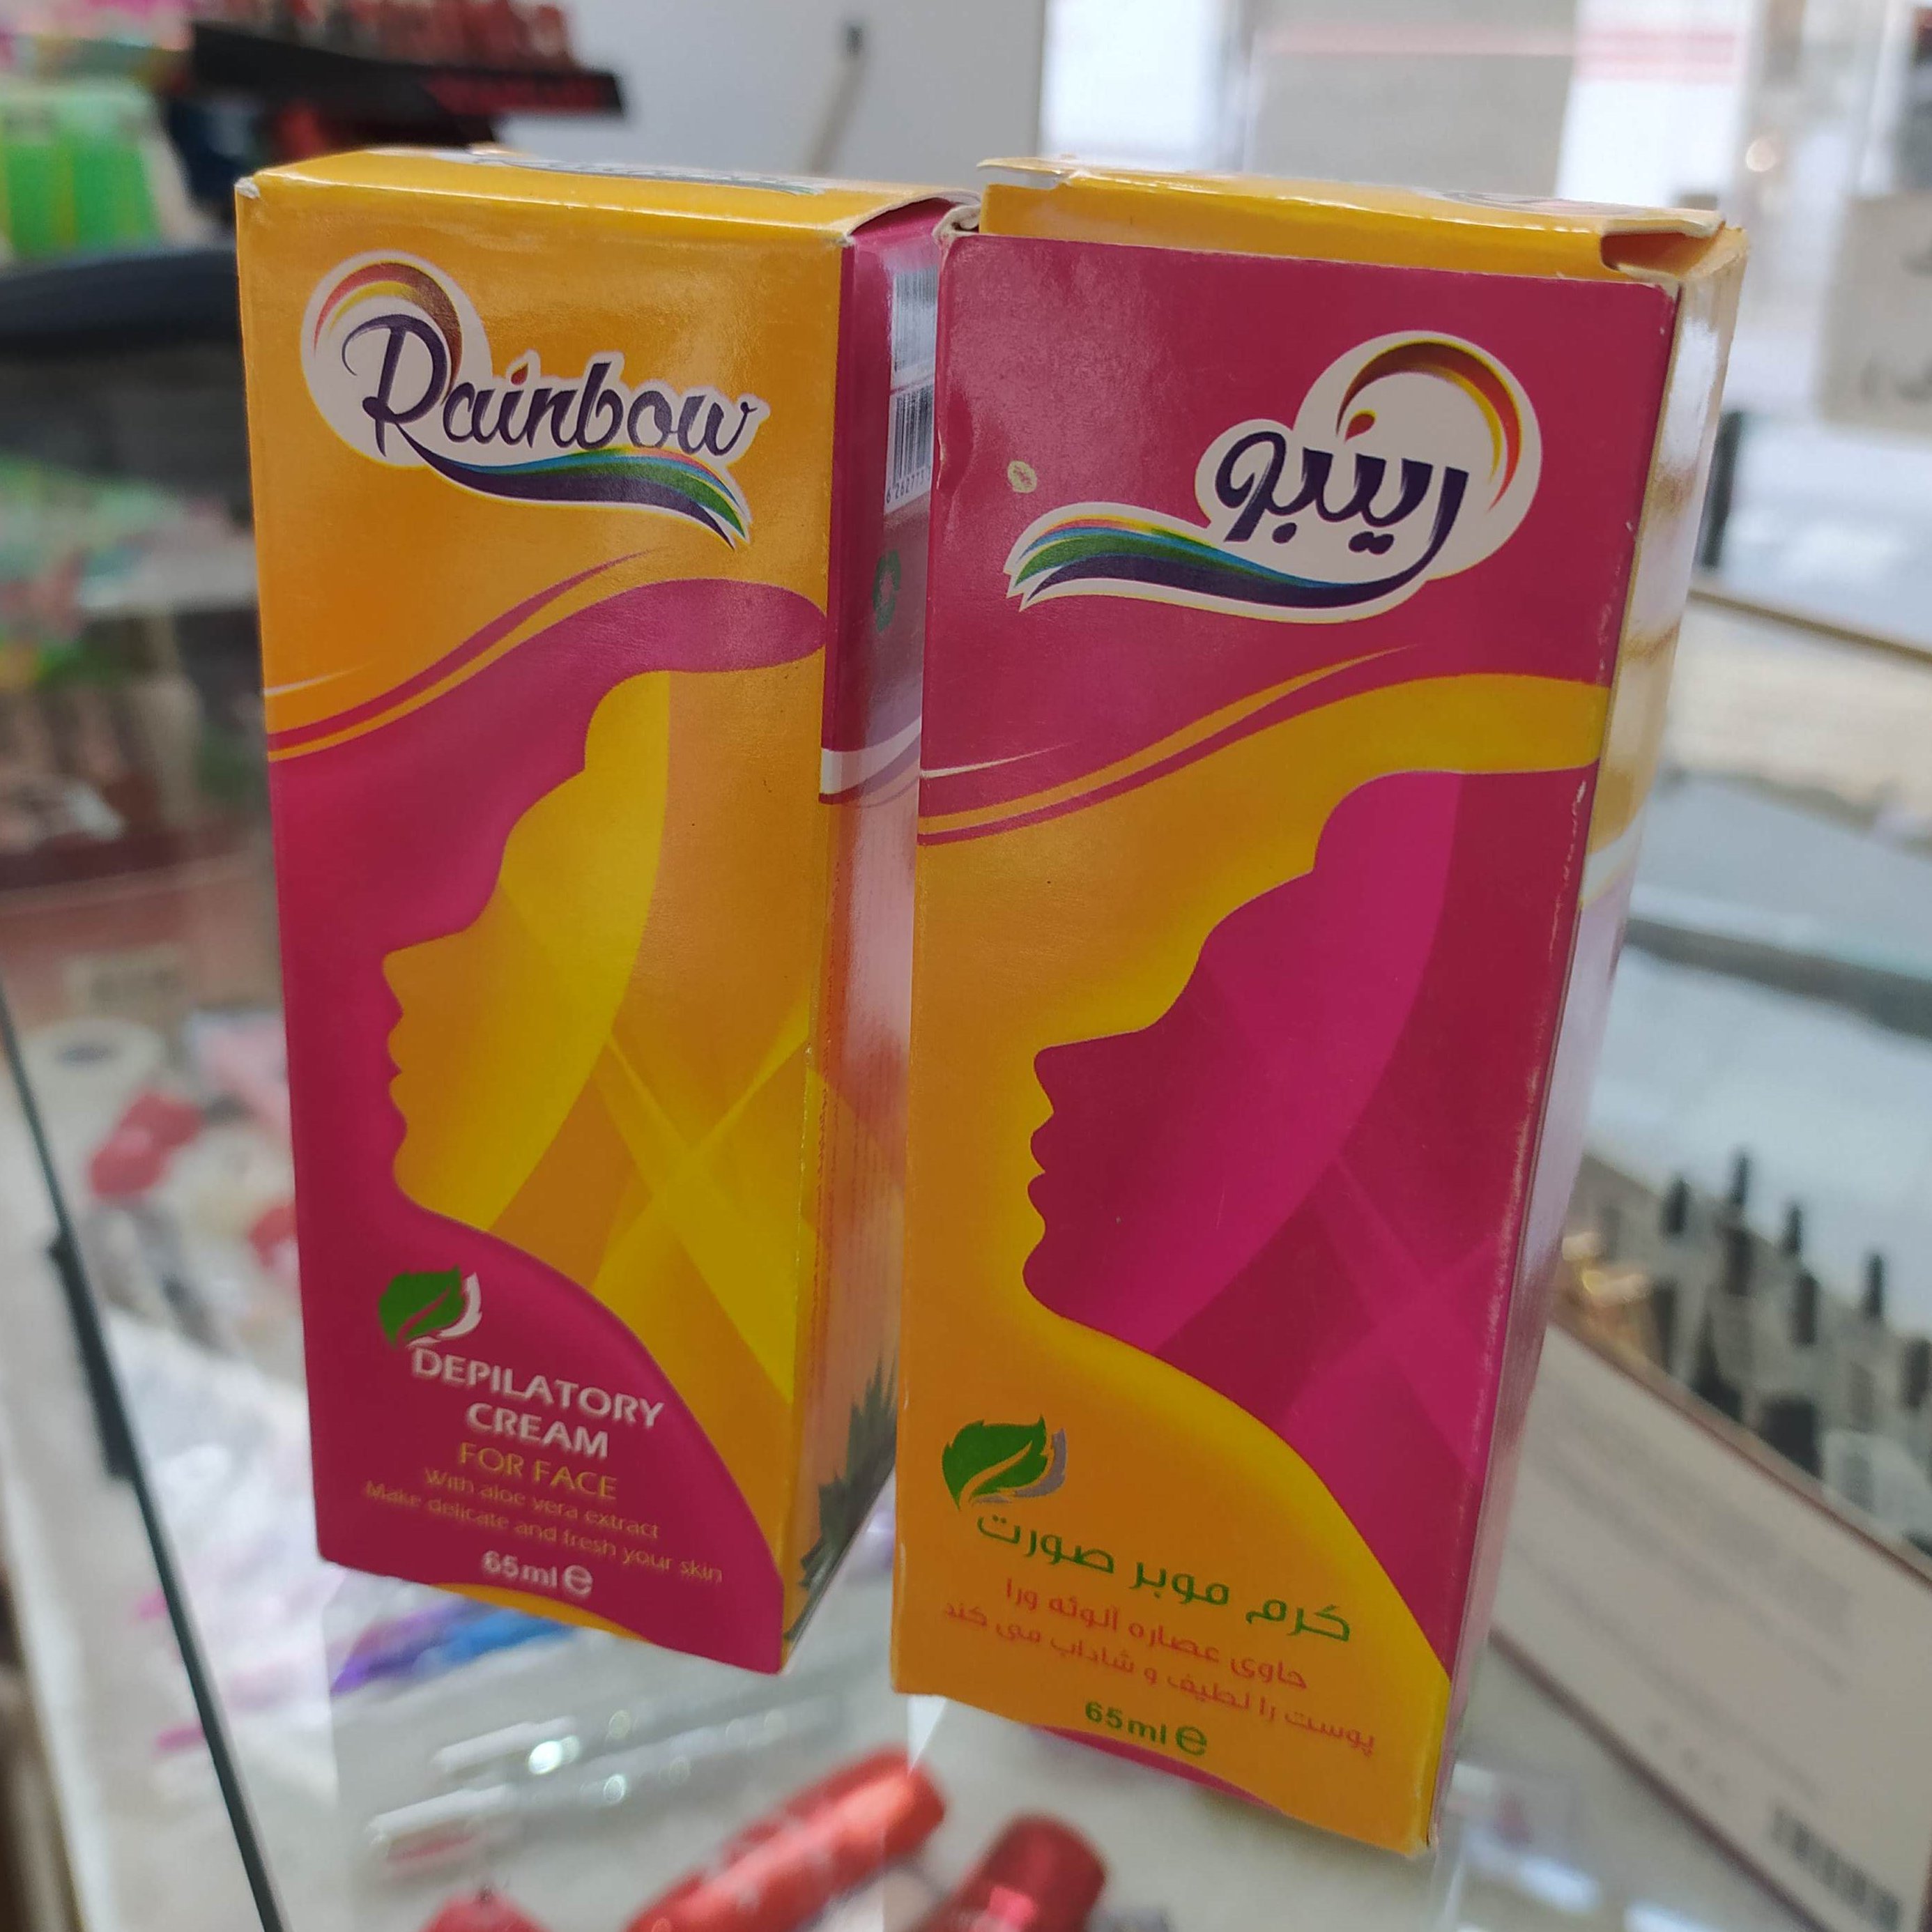 Rainbow
DEPILATORY
CREAM
FOR FACE
With aloe vera extract
Make delicate and fresh your skin
65ml e
رینبو
کرم موبر صورت
حاوی عصاره آلوئه ورا
پوست را لطیف و شاداب می کند
65ml e